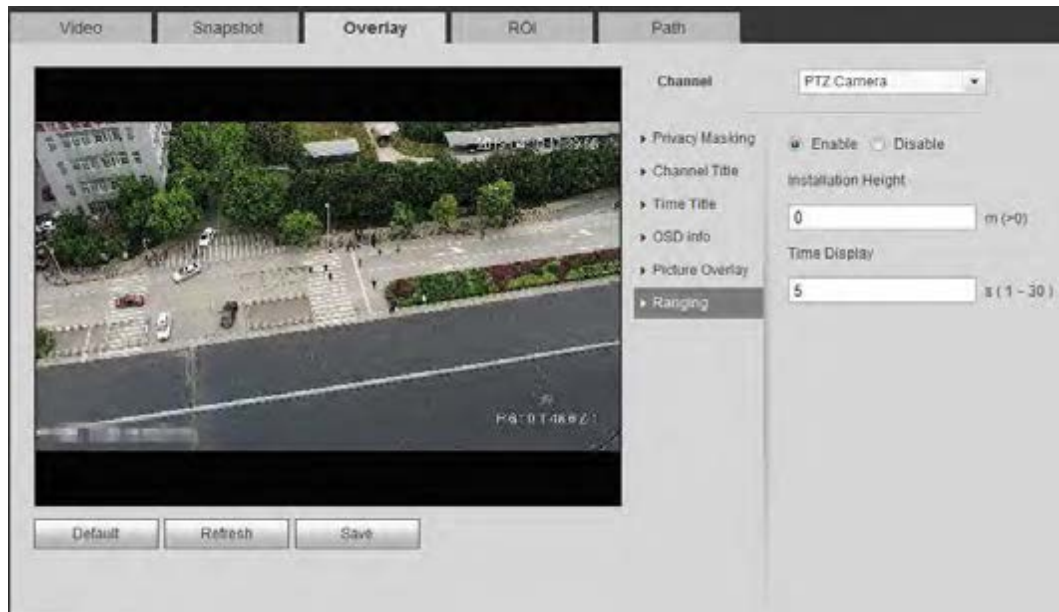 Video Snapshot Overlay ROI Path
Channel PTZ Camera
Privacy Masking
Channel Title
Time Title
OSD info
Picture Overlay
Ranging
Enable Disable
Installation Height
0 m (>0)
Time Display
5 s ( 1 ~ 30 )
Default Refresh Save